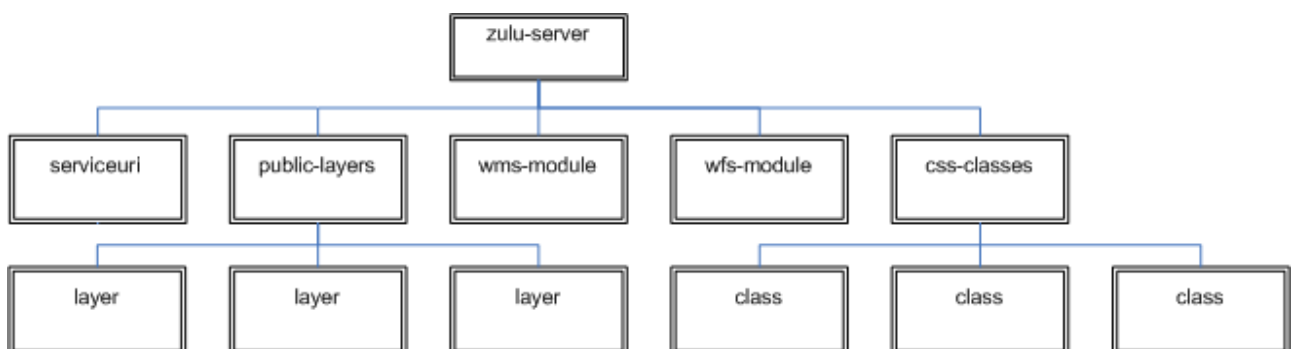 zulu-server
serviceuri
public-layers
wms-module
wfs-module
css-classes
layer
layer
layer
class
class
class